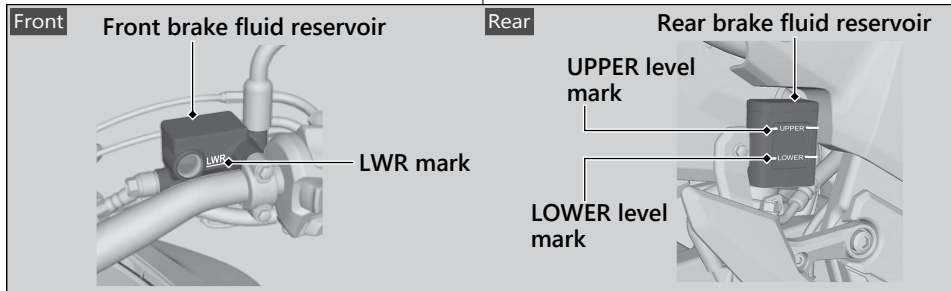 Front
Front brake fluid reservoir
LWR
LWR mark
Rear
Rear brake fluid reservoir
UPPER level
mark
UPPER
LOWER
LOWER level
mark